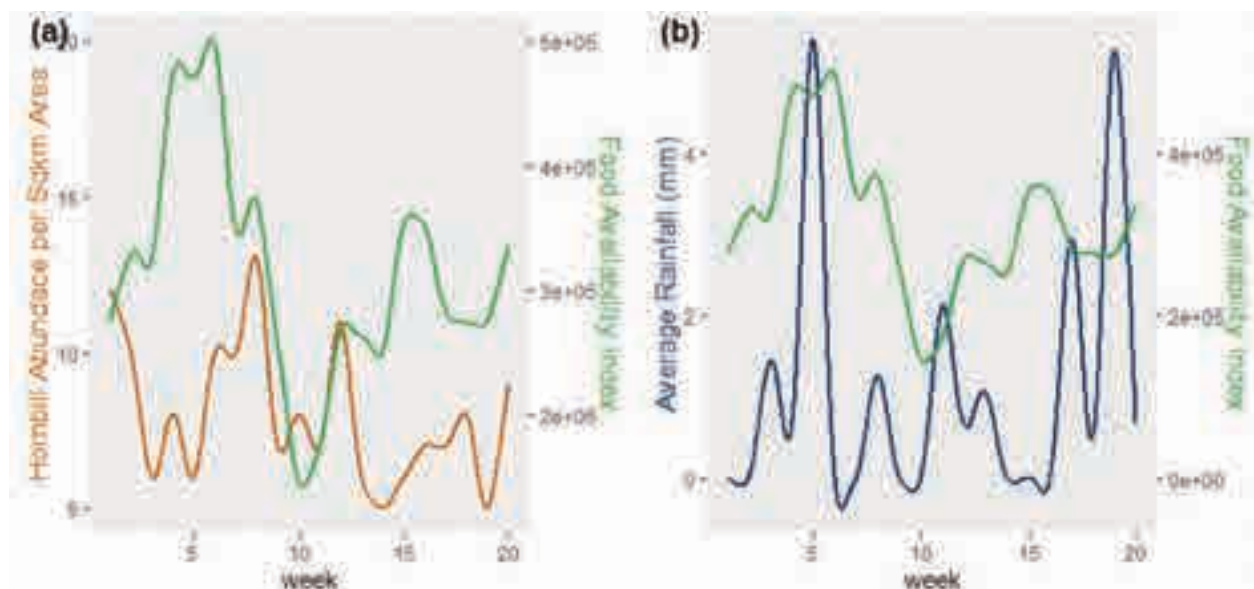 (a)
20
15
10
5
Hornbill Abundace per Sqkm Area
5e+05
4e+05
3e+05
2e+05
Food Availability Index
5
10
15
20
week
(b)
4
2
0
Average Rainfall (mm)
4e+05
2e+05
0e+00
Food Availability Index
5
10
15
20
week